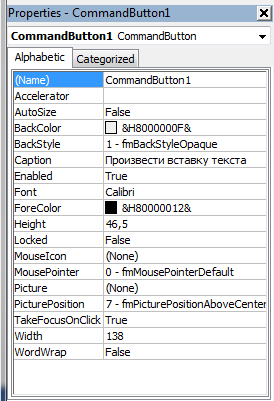 Properties - CommandButton1
CommandButton1 CommandButton
Alphabetic Categorized
(Name) CommandButton1
Accelerator
AutoSize False
BackColor &H8000000F&
BackStyle 1 - fmBackStyleOpaque
Caption Произвести вставку текста
Enabled True
Font Calibri
ForeColor &H80000012&
Height 46,5
Locked False
MouseIcon (None)
MousePointer 0 - fmMousePointerDefault
Picture (None)
PicturePosition 7 - fmPicturePositionAboveCenter
TakeFocusOnClick True
Width 138
WordWrap False